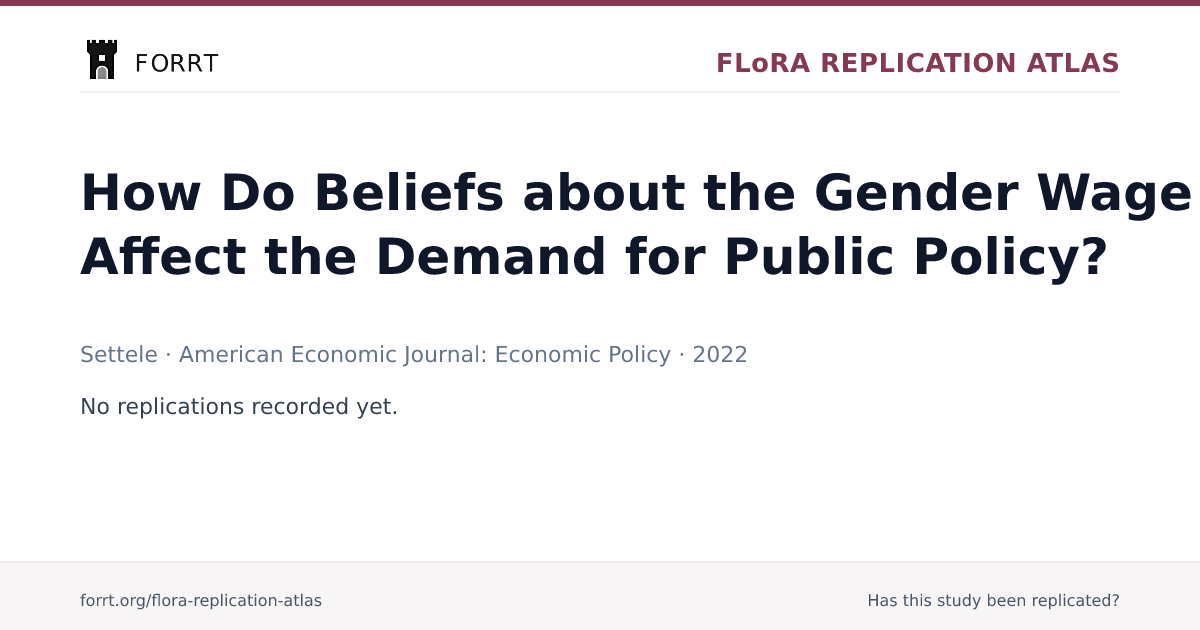 FORRT
FLoRA REPLICATION ATLAS
How Do Beliefs about the Gender Wage
Affect the Demand for Public Policy?
Settele · American Economic Journal: Economic Policy · 2022
No replications recorded yet.
forrt.org/flora-replication-atlas
Has this study been replicated?